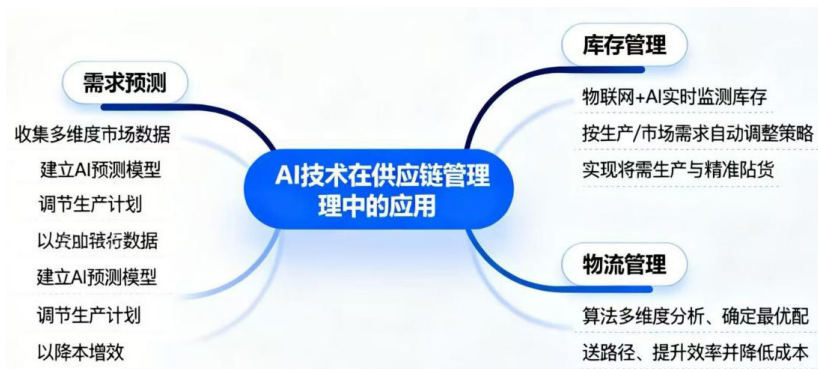 需求预测
收集多维度市场数据
建立AI预测模型
调节生产计划
数据
建立AI预测模型
调节生产计划
以降本增效
AI技术在供应链管理
理中的应用
库存管理
物联网+AI实时监测库存
按生产/市场需求自动调整策略
实现将需生产与精准阽货
物流管理
算法多维度分析、确定最优配
送路径、提升效率并降低成本